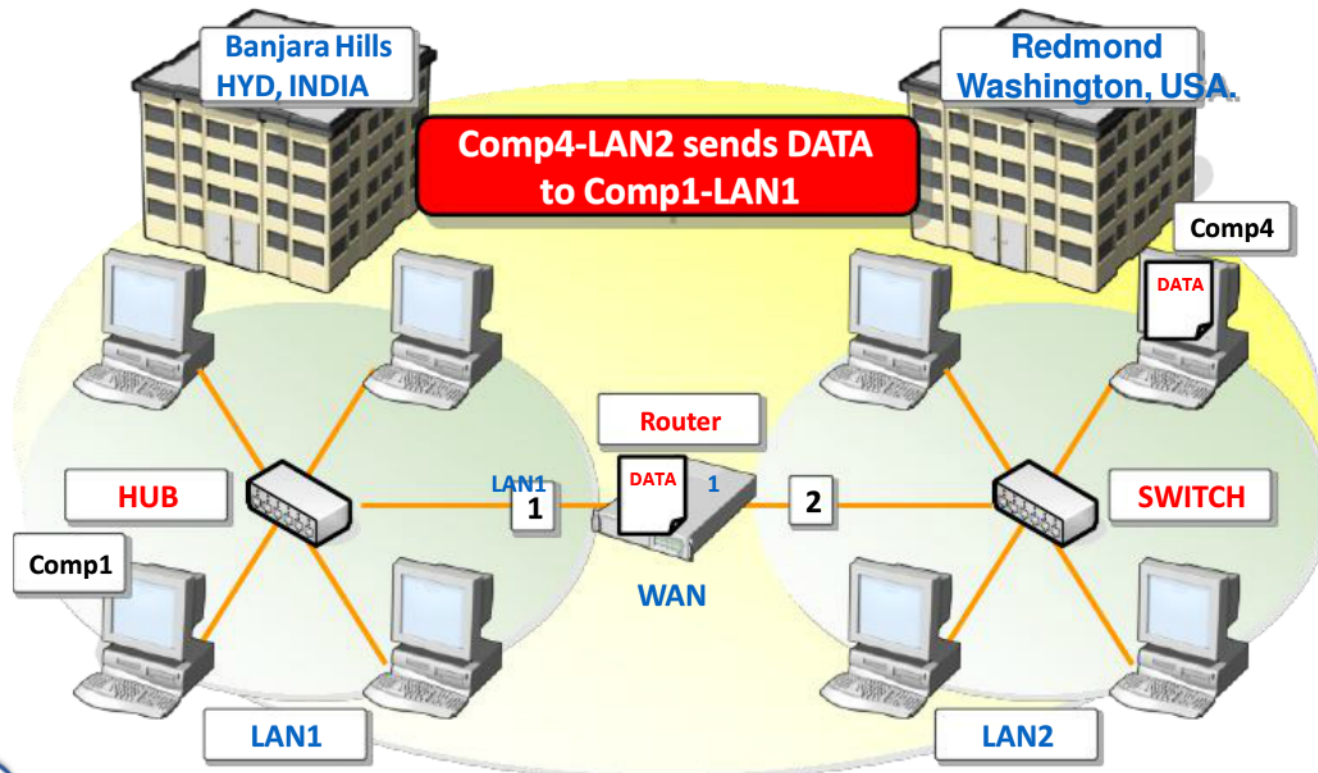 Banjara Hills
HYD, INDIA
Redmond
Washington, USA.
Comp4-LAN2 sends DATA
to Comp1-LAN1
Comp4
DATA
Router
HUB
LAN1
1
DATA
1
2
SWITCH
Comp1
WAN
LAN1
LAN2